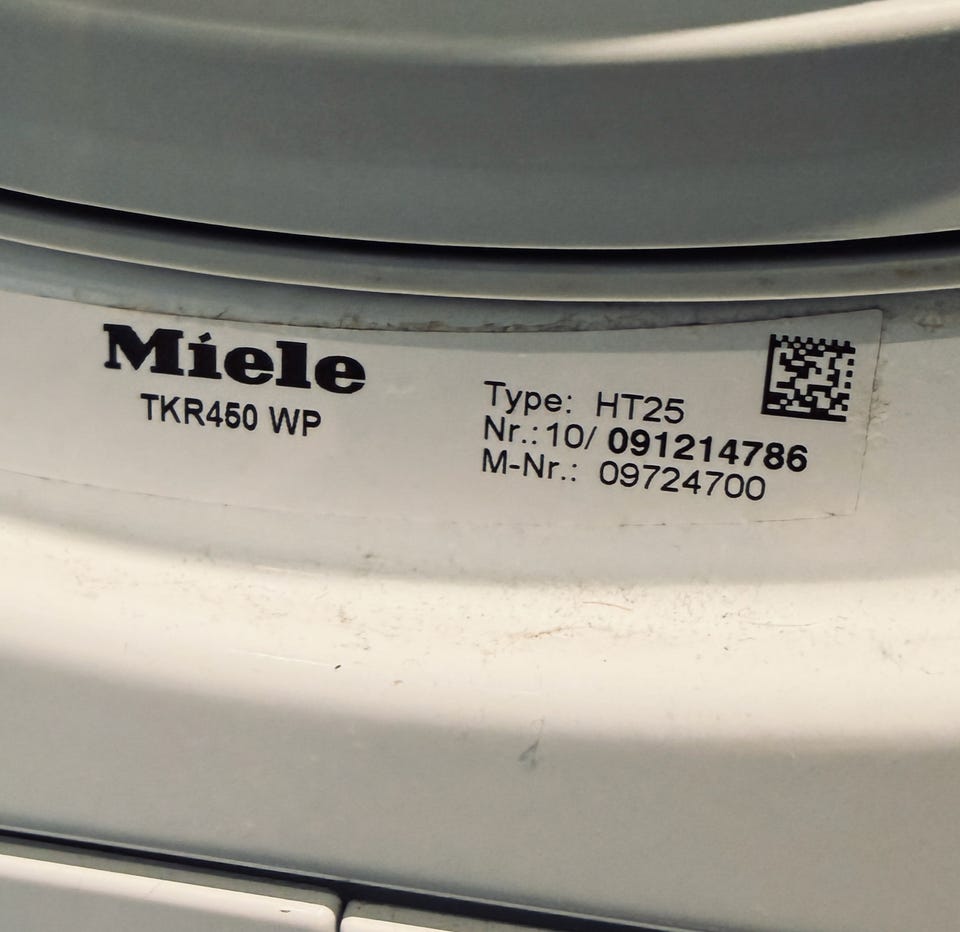 Miele
TKR450 WP
Type: HT25
Nr.: 10/ 091214786
M-Nr.: 09724700